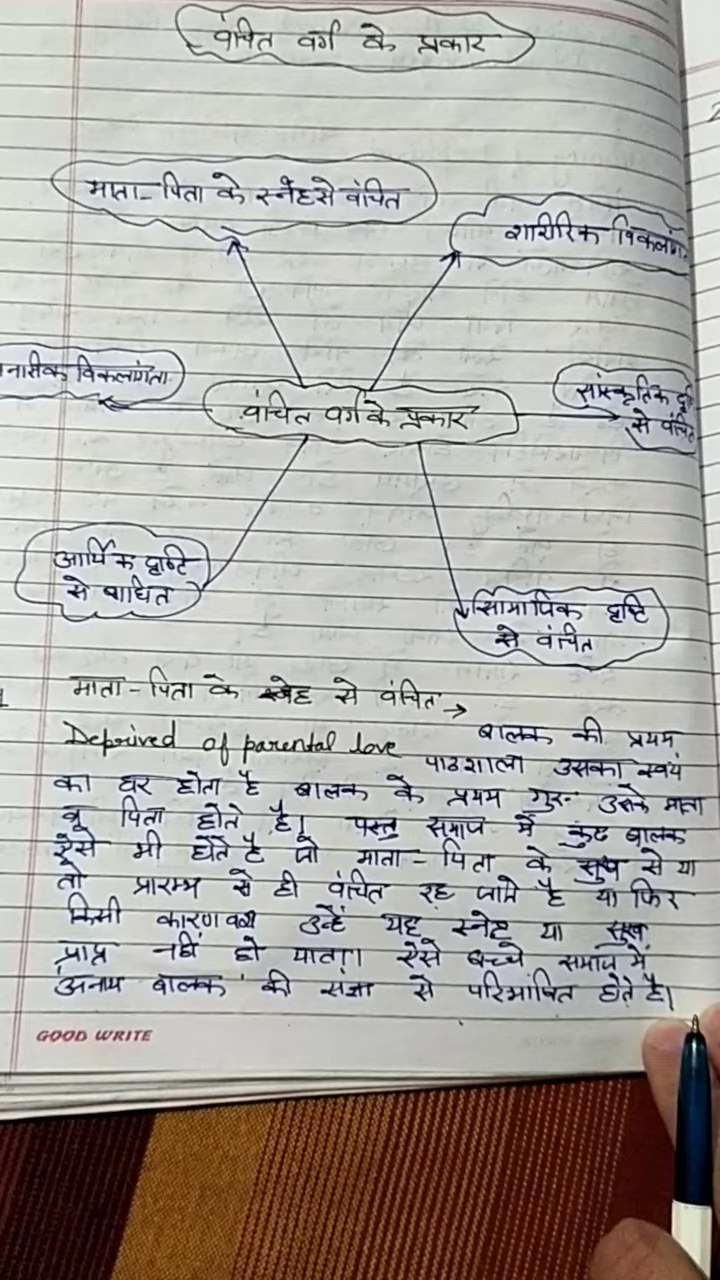 वंचित वर्ग के प्रकार
माता-पिता के स्नेह से वंचित
शारीरिक विकलांग
विकलांगता
वंचित वर्ग के प्रकार
सांस्कृतिक
से वंचित
आर्थिक दृष्टि
से बाधित
सामाजिक दृष्टि
से वंचित
माता-पिता के स्नेह से वंचित →
Deprived of parental love
बालक की प्रथम
पाठशाला उसका स्वयं
का घर होता है बालक के प्रथम गुरु उसके माता
व पिता होते है। परन्तु समाज में कुछ बालक
ऐसे भी होते है जो माता-पिता के सुख से या
तो प्रारम्भ से ही वंचित रह जाते है या फिर
किसी कारण वश उन्हें यह स्नेह या सुख
प्राप्त नहीं हो पाता। ऐसे बच्चे समाज में
'अनाथ बालक' की संज्ञा से परिभाषित होते है।
GOOD WRITE